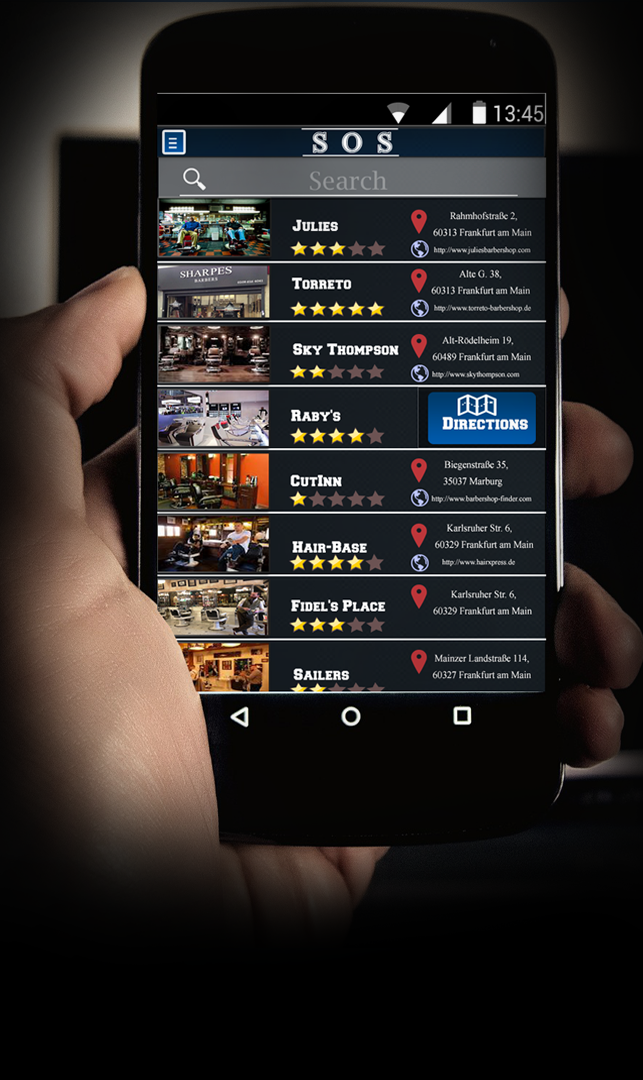 13:45
SOS
Search
JULIES
Rahmhofstraße 2,
60313 Frankfurt am Main
http://www.juliesbarbershop.com
SHARPES
BARBERS
TORRETO
Alte G. 38,
60313 Frankfurt am Main
http://www.torreto-barbershop.de
SKY THOMPSON
Alt-Rödelheim 19,
60489 Frankfurt am Main
http://www.skythompson.com
RABY'S
DIRECTIONS
CUTINN
Biegenstraße 35,
35037 Marburg
http://www.barbershop-finder.com
HAIR-BASE
Karlsruher Str. 6,
60329 Frankfurt am Main
http://www.hairxpress.de
FIDEL'S PLACE
Karlsruher Str. 6,
60329 Frankfurt am Main
SAILERS
Mainzer Landstraße 114,
60327 Frankfurt am Main